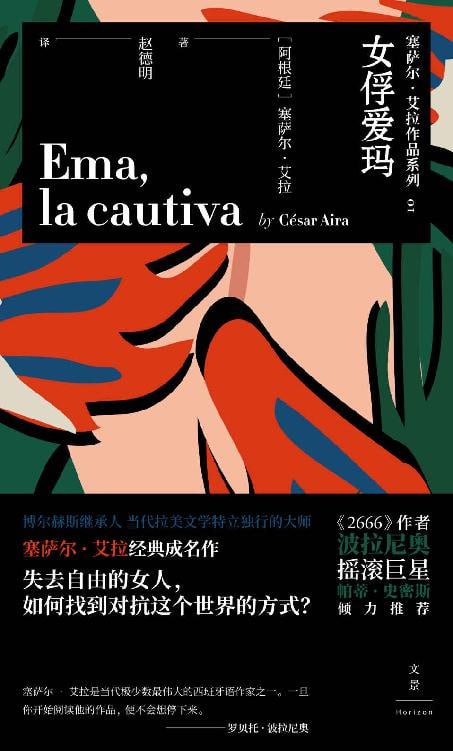 塞萨尔·艾拉作品系列 01
女俘爱玛
[阿根廷] 塞萨尔·艾拉
著
赵德明
译
Ema,
la cautiva
by César Aira
博尔赫斯继承人 当代拉美文学特立独行的大师
塞萨尔·艾拉经典成名作
失去自由的女人，
如何找到对抗这个世界的方式？
《2666》作者
波拉尼奥
摇滚巨星
帕蒂·史密斯
倾力推荐
塞萨尔·艾拉是当代极少数最伟大的西班牙语作家之一。一旦
你开始阅读他的作品，便不会想停下来。
——罗贝托·波拉尼奥
文景
Horizon